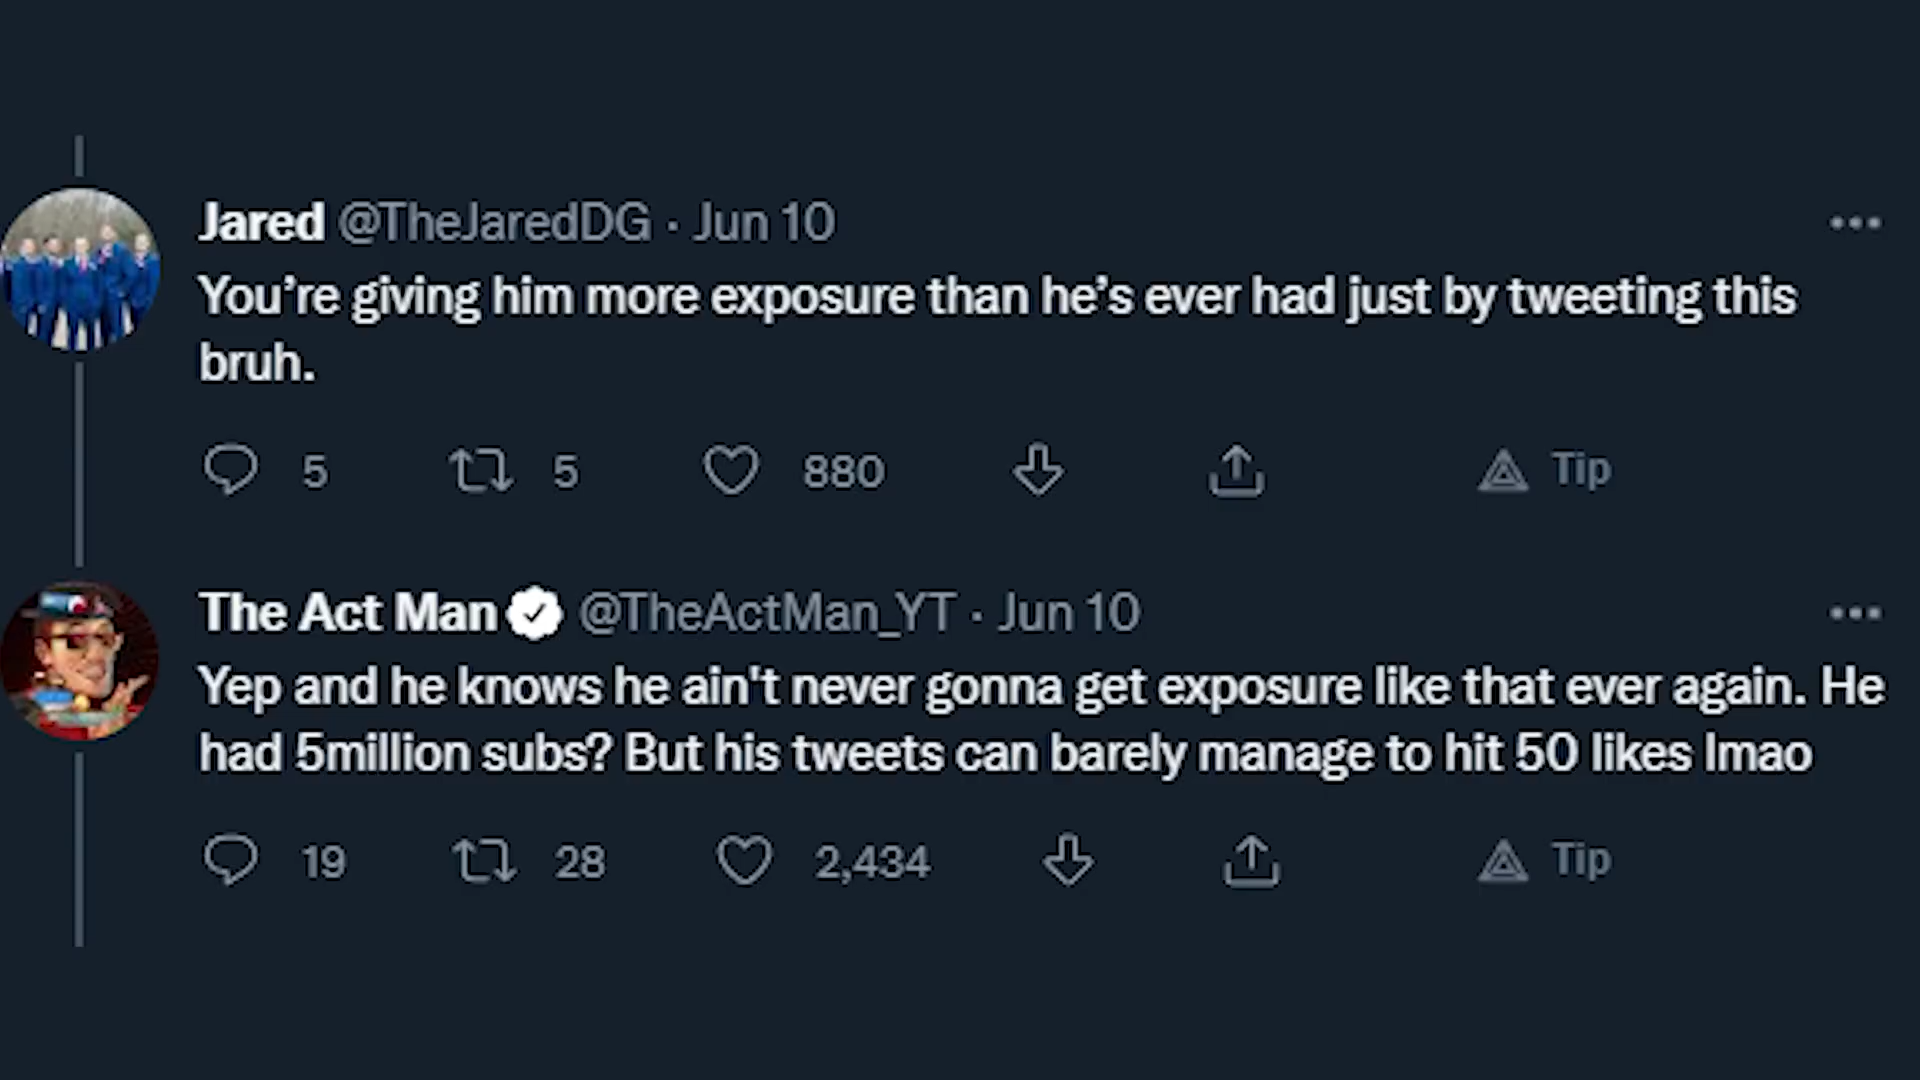 Jared @TheJaredDG · Jun 10
You’re giving him more exposure than he’s ever had just by tweeting this
bruh.
5 5 880 Tip
The Act Man @TheActMan_YT · Jun 10
Yep and he knows he ain't never gonna get exposure like that ever again. He
had 5million subs? But his tweets can barely manage to hit 50 likes lmao
19 28 2,434 Tip